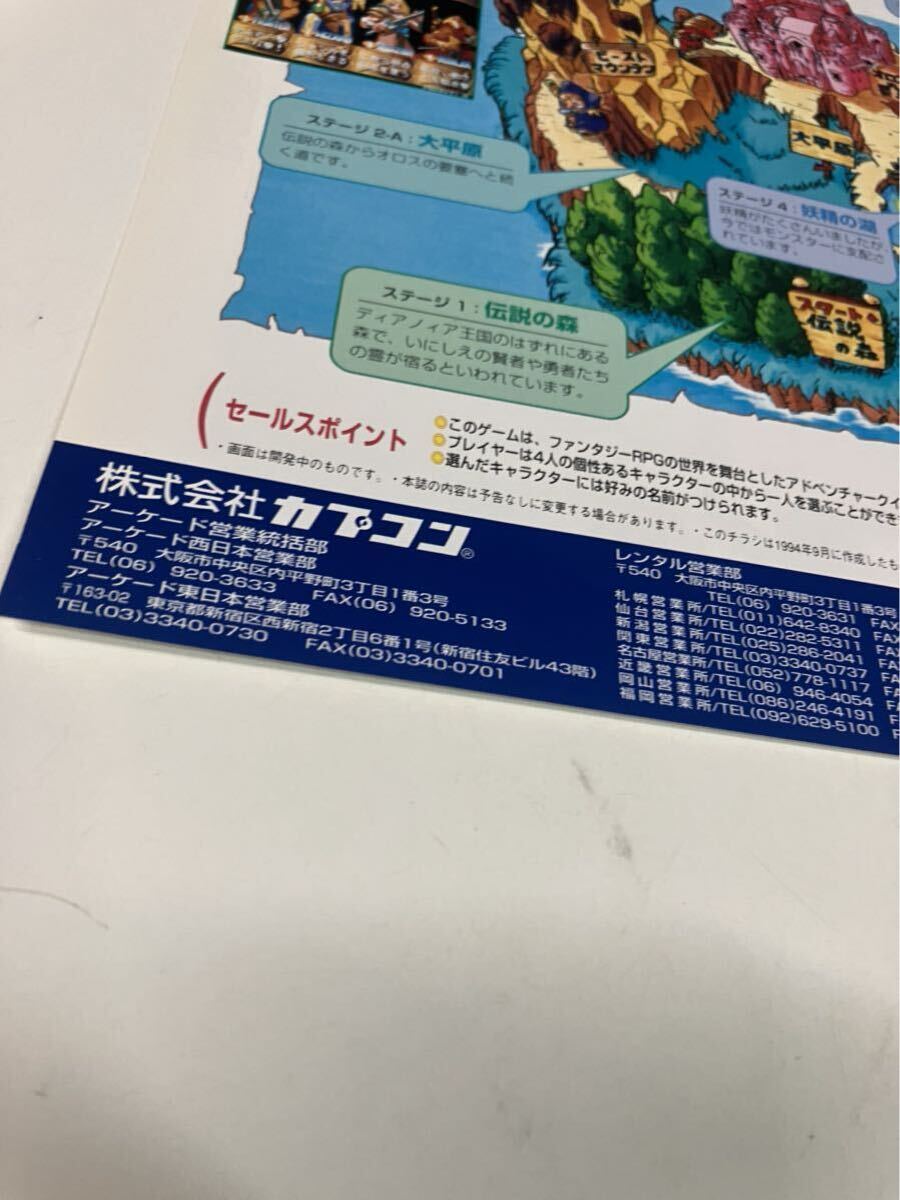 ビースト
マウンテン
大平原
ステージ 2-A：大平原
伝説の森からオロスの要塞へと続
く道です。
ステージ 4：妖精の湖
妖精がたくさんいましたが、
今ではモンスターに支配さ
れています。
スタート
伝説
の森
ステージ 1：伝説の森
ディアノイア王国のはずれにある
森で、いにしえの賢者や勇者たち
の霊が宿るといわれています。
セールスポイント
このゲームは、ファンタジーRPGの世界を舞台としたアドベンチャークイ
プレイヤーは4人の個性あるキャラクターの中から一人を選ぶことができ
選んだキャラクターには好みの名前がつけられます。
・画面は開発中のものです。・本誌の内容は予告なしに変更する場合があります。・このチラシは1994年9月に作成したも
株式会社カプコン®
アーケード営業統括部
アーケード西日本営業部
〒540 大阪市中央区内平野町3丁目1番3号
TEL(06) 920-3633 FAX(06) 920-5133
アーケード東日本営業部
〒163-02 東京都新宿区西新宿2丁目6番1号(新宿住友ビル43階)
TEL(03)3340-0730 FAX(03)3340-0701
レンタル営業部
〒540 大阪市中央区内平野町3丁目1番3号
TEL(06) 920-3631 FAX
札幌営業所/TEL(011)642-8340 FAX
仙台営業所/TEL(022)282-5311 FA
新潟営業所/TEL(025)286-2041 FA
関東営業所/TEL(03)3340-0737 FA
名古屋営業所/TEL(052)778-1117 FA
近畿営業所/TEL(06) 946-4054 FA
岡山営業所/TEL(086)246-4191 FA
福岡営業所/TEL(092)629-5100 F